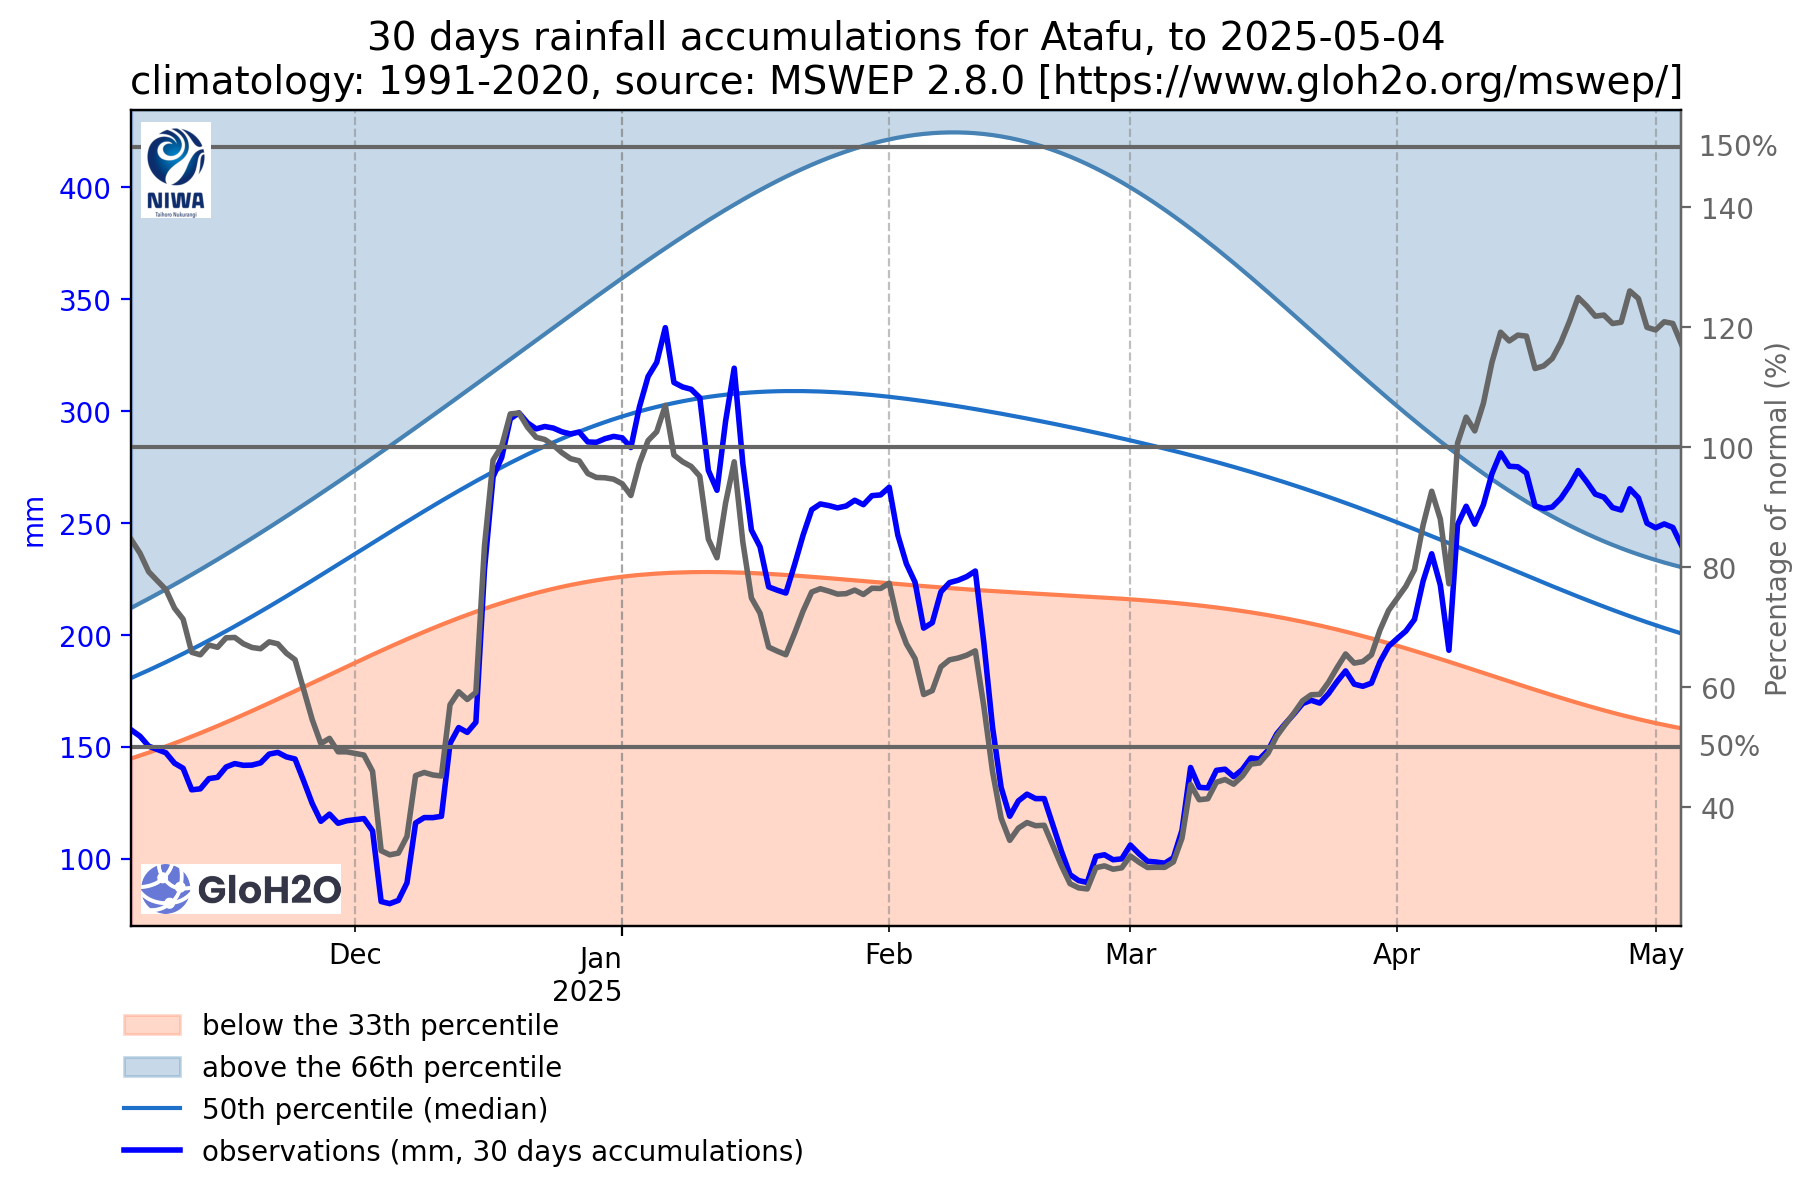 30 days rainfall accumulations for Atafu, to 2025-05-04
climatology: 1991-2020, source: MSWEP 2.8.0 [https://www.gloh2o.org/mswep/]
NIWA
Taihoro Nukurangi
mm
400
350
300
250
200
150
100
150%
140
120
100
80
60
50%
40
Percentage of normal (%)
GloH2O
Dec
Jan
2025
Feb
Mar
Apr
May
below the 33th percentile
above the 66th percentile
50th percentile (median)
observations (mm, 30 days accumulations)